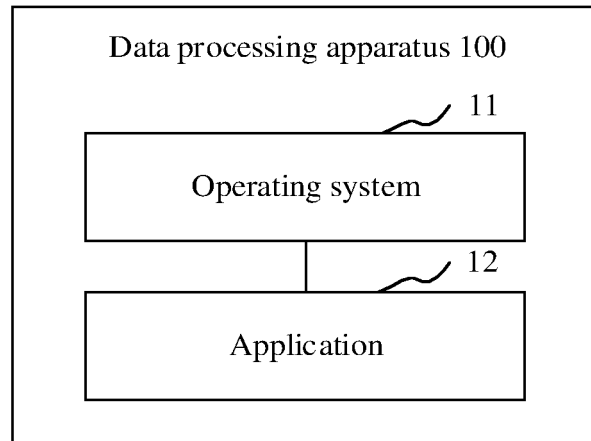 Data processing apparatus 100
11
Operating system
12
Application